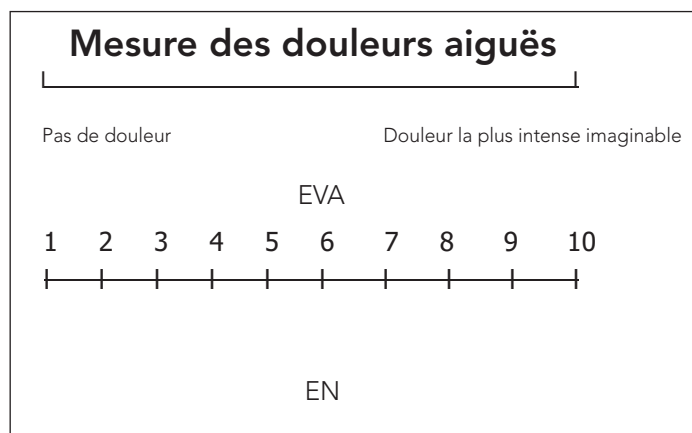 Mesure des douleurs aiguës
Pas de douleur Douleur la plus intense imaginable
EVA
1 2 3 4 5 6 7 8 9 10
EN